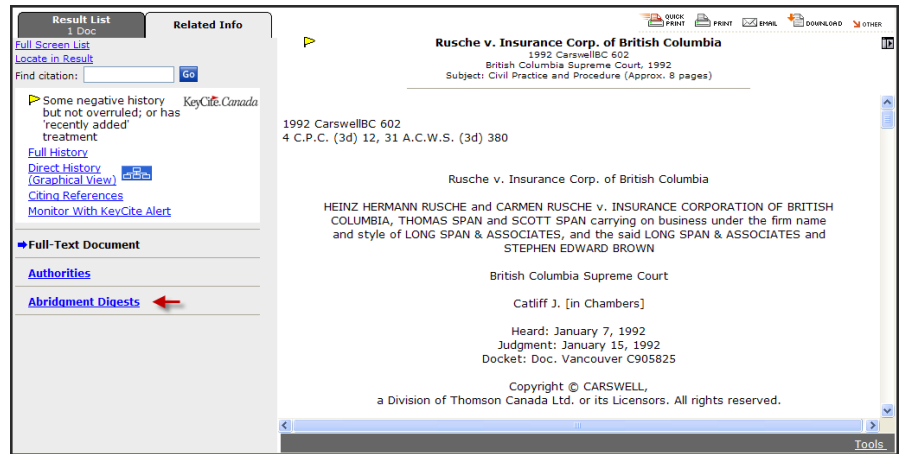 Result List
1 Doc
Related Info
Full Screen List
Locate in Result
Find citation:
Go
Some negative history
but not overruled; or has
'recently added'
treatment
KeyCite.Canada
Full History
Direct History
(Graphical View)
Citing References
Monitor With KeyCite Alert
Full-Text Document
Authorities
Abridgment Digests
QUICK
PRINT
PRINT
EMAIL
DOWNLOAD
OTHER
Rusche v. Insurance Corp. of British Columbia
1992 CarswellBC 602
British Columbia Supreme Court, 1992
Subject: Civil Practice and Procedure (Approx. 8 pages)
1992 CarswellBC 602
4 C.P.C. (3d) 12, 31 A.C.W.S. (3d) 380
Rusche v. Insurance Corp. of British Columbia
HEINZ HERMANN RUSCHE and CARMEN RUSCHE v. INSURANCE CORPORATION OF BRITISH
COLUMBIA, THOMAS SPAN and SCOTT SPAN carrying on business under the firm name
and style of LONG SPAN & ASSOCIATES, and the said LONG SPAN & ASSOCIATES and
STEPHEN EDWARD BROWN
British Columbia Supreme Court
Catliff J. [in Chambers]
Heard: January 7, 1992
Judgment: January 15, 1992
Docket: Doc. Vancouver C905825
Copyright © CARSWELL,
a Division of Thomson Canada Ltd. or its Licensors. All rights reserved.
Tools